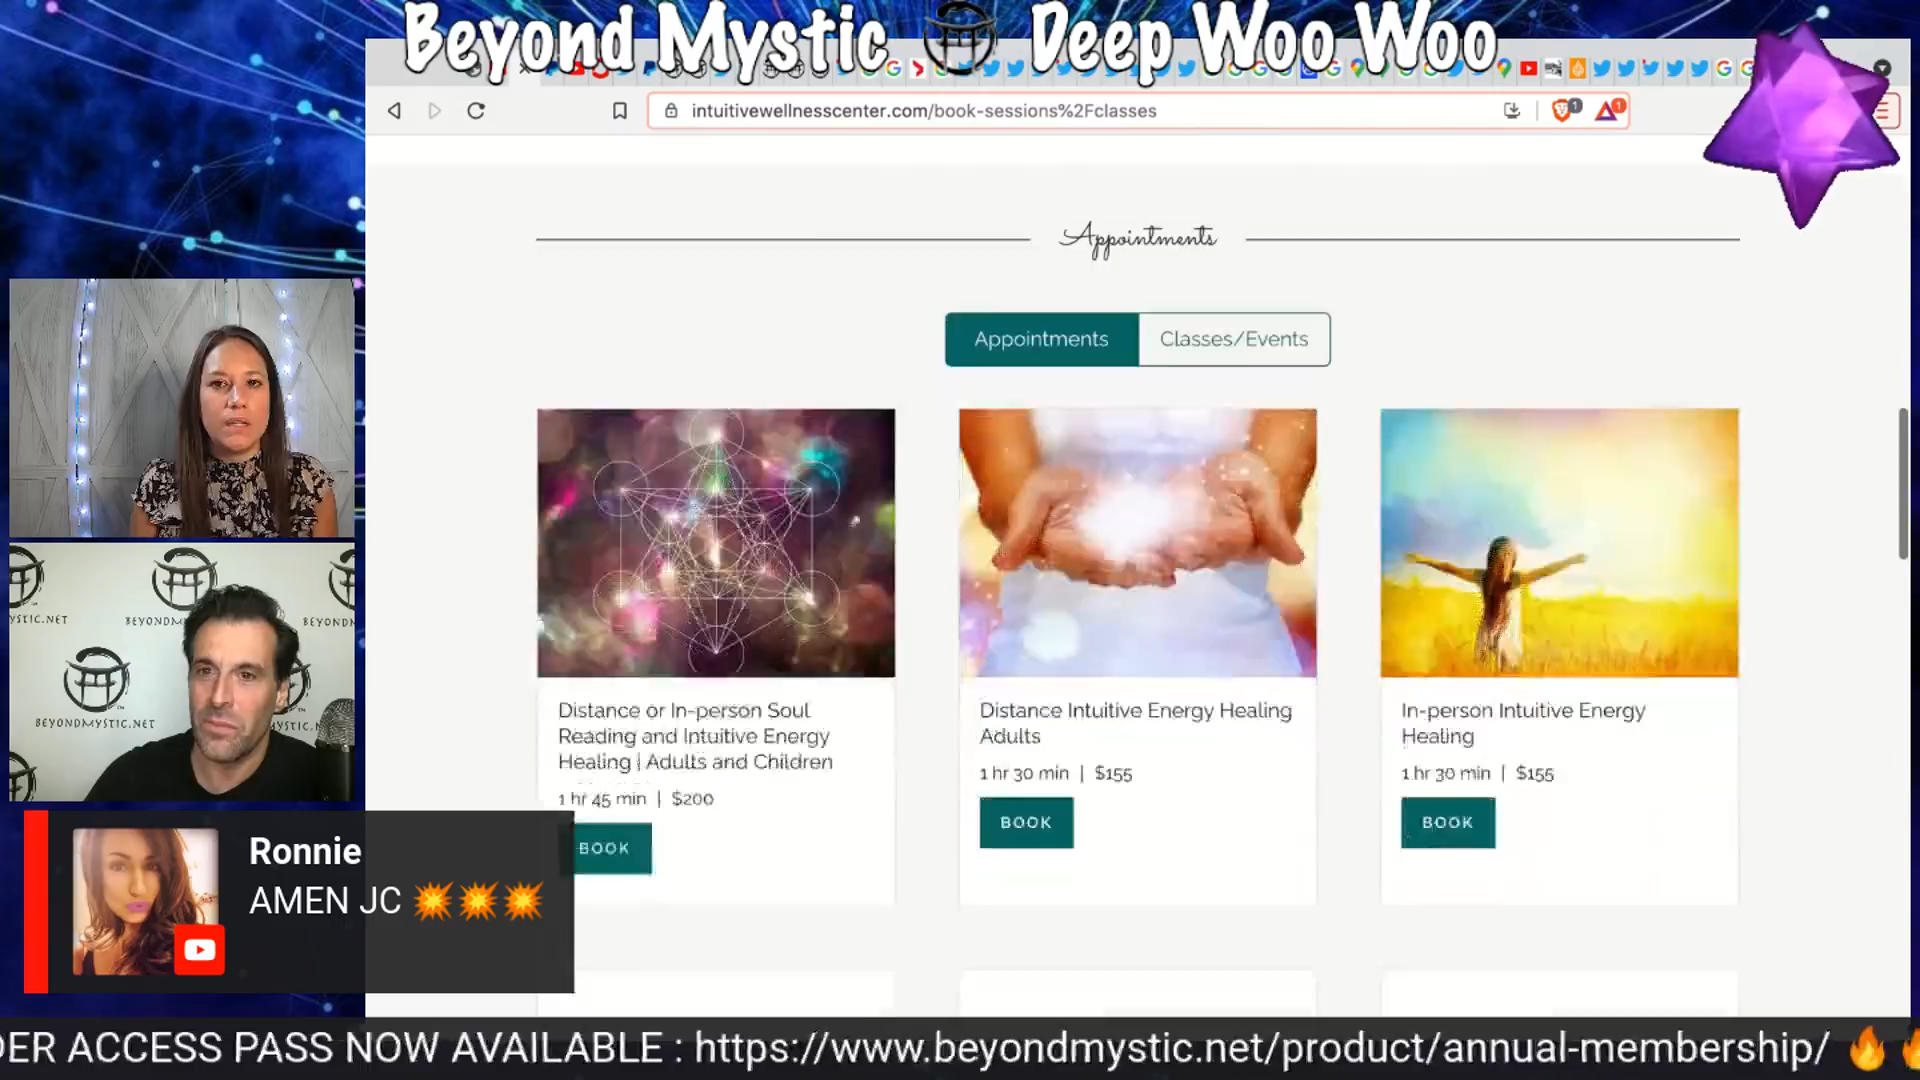 Beyond Mystic Deep Woo Woo
intuitivewellnesscenter.com/book-sessions%2Fclasses
Appointments
Appointments
Classes/Events
Distance or In-person Soul
Reading and Intuitive Energy
Healing | Adults and Children
1 hr 45 min | $200
BOOK
Distance Intuitive Energy Healing
Adults
1 hr 30 min | $155
BOOK
In-person Intuitive Energy
Healing
1 hr 30 min | $155
BOOK
BEYONDMYSTIC.NET
Ronnie
AMEN JC 💥💥💥
DER ACCESS PASS NOW AVAILABLE : https://www.beyondmystic.net/product/annual-membership/ 🔥